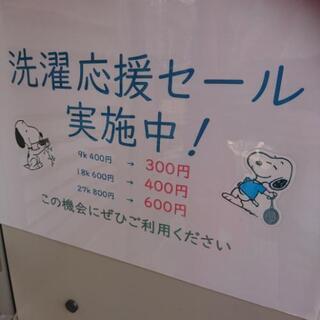 洗濯応援セール
実施中！
9k 400円 → 300円
18k 600円 → 400円
27k 800円 → 600円
この機会にぜひご利用ください